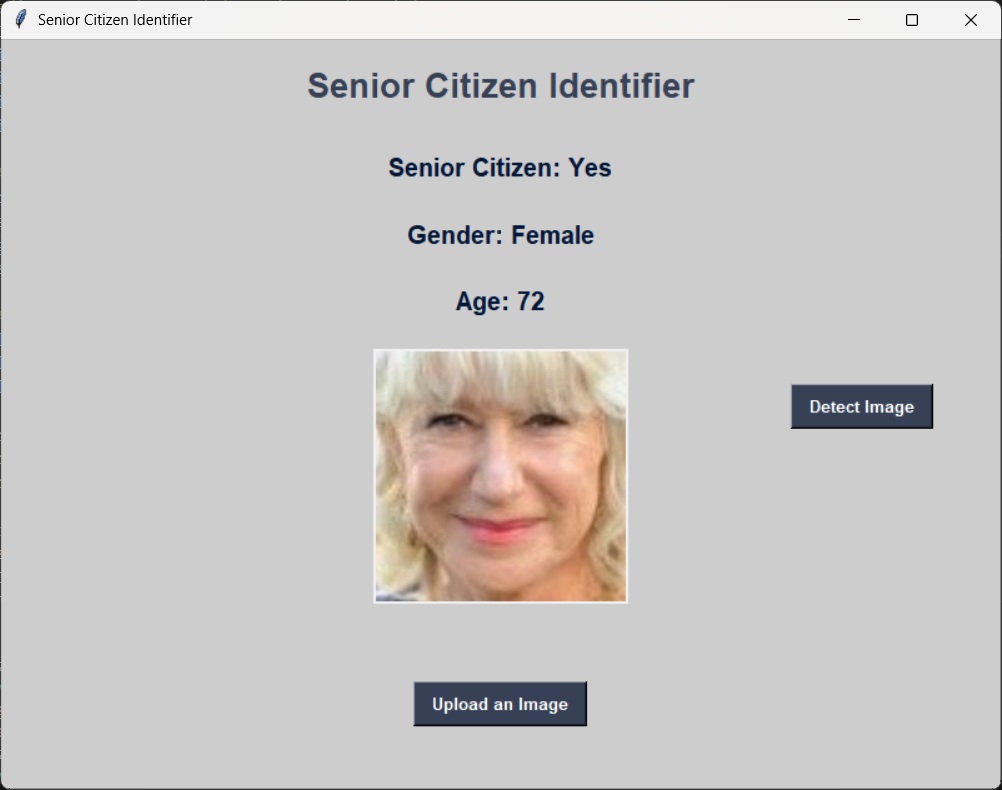 Senior Citizen Identifier
Senior Citizen Identifier
Senior Citizen: Yes
Gender: Female
Age: 72
Detect Image
Upload an Image